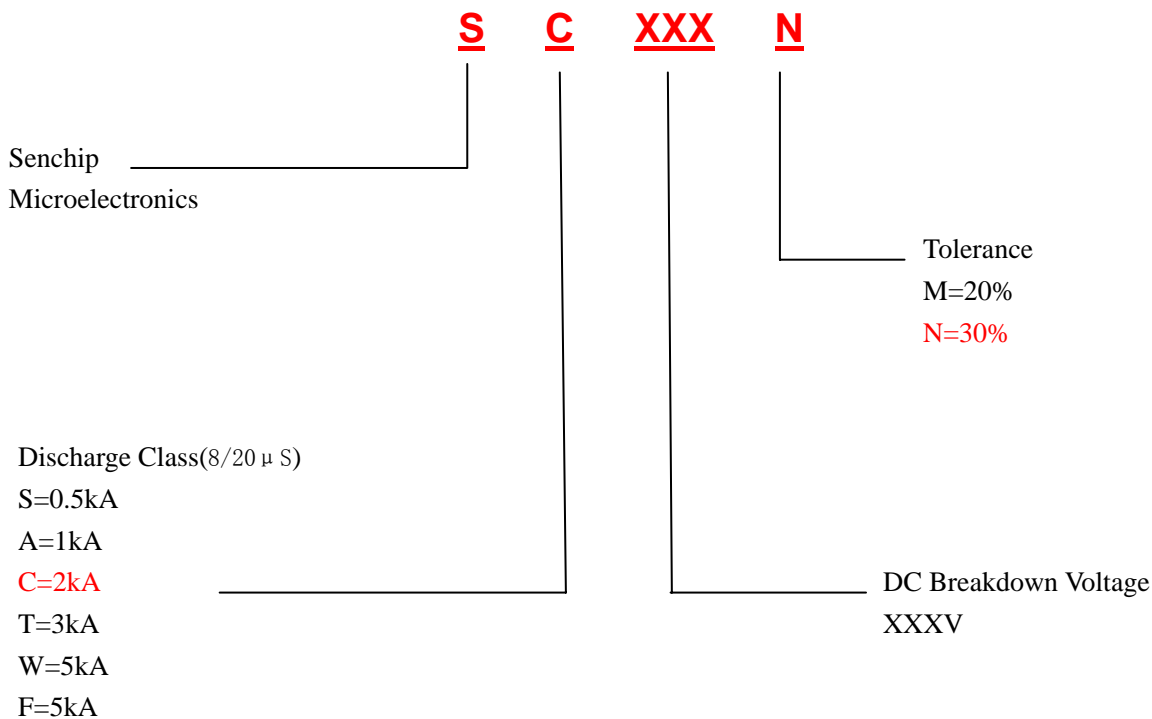 S C XXX N
Senchip
Microelectronics
Tolerance
M=20%
N=30%
Discharge Class(8/20μS)
S=0.5kA
A=1kA
C=2kA
T=3kA
W=5kA
F=5kA
DC Breakdown Voltage
XXXV